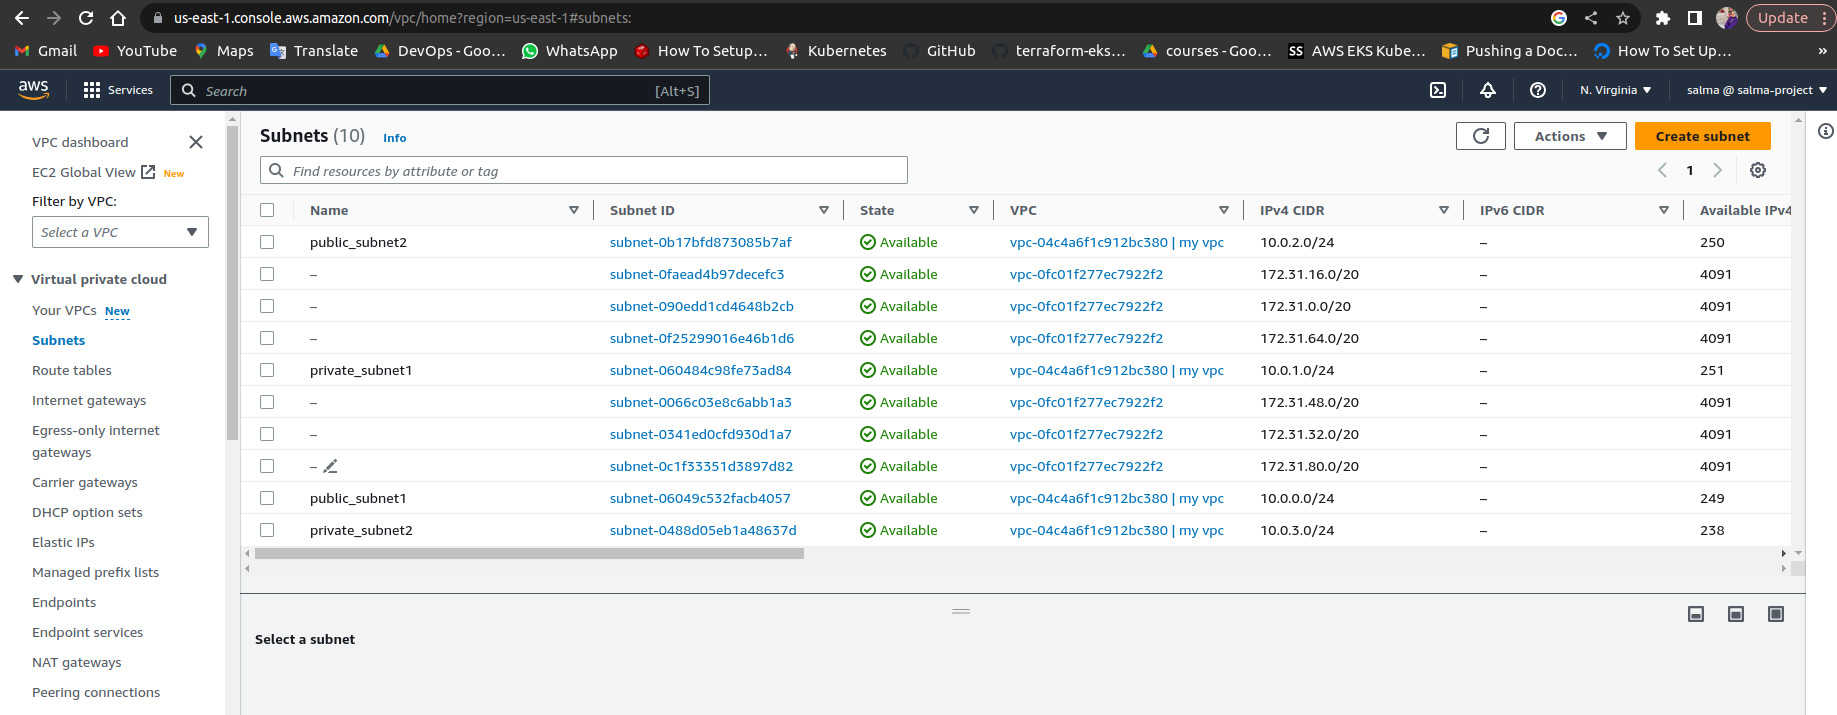 us-east-1.console.aws.amazon.com/vpc/home?region=us-east-1#subnets:
Update
Gmail YouTube Maps Translate DevOps - Goo... WhatsApp How To Setup... Kubernetes GitHub terraform-eks... courses - Goo... SS AWS EKS Kube... Pushing a Doc... How To Set Up... »
aws Services Search [Alt+S] N. Virginia salma @ salma-project
VPC dashboard
EC2 Global View New
Filter by VPC:
Select a VPC
Virtual private cloud
Your VPCs New
Subnets
Route tables
Internet gateways
Egress-only internet
gateways
Carrier gateways
DHCP option sets
Elastic IPs
Managed prefix lists
Endpoints
Endpoint services
NAT gateways
Peering connections
Subnets (10) Info
Actions
Create subnet
Find resources by attribute or tag
1
Name Subnet ID State VPC IPv4 CIDR IPv6 CIDR Available IPv4
public_subnet2 subnet-0b17bfd873085b7af Available vpc-04c4a6f1c912bc380 | my vpc 10.0.2.0/24 – 250
– subnet-0faead4b97decefc3 Available vpc-0fc01f277ec7922f2 172.31.16.0/20 – 4091
– subnet-090edd1cd4648b2cb Available vpc-0fc01f277ec7922f2 172.31.0.0/20 – 4091
– subnet-0f25299016e46b1d6 Available vpc-0fc01f277ec7922f2 172.31.64.0/20 – 4091
private_subnet1 subnet-060484c98fe73ad84 Available vpc-04c4a6f1c912bc380 | my vpc 10.0.1.0/24 – 251
– subnet-0066c03e8c6abb1a3 Available vpc-0fc01f277ec7922f2 172.31.48.0/20 – 4091
– subnet-0341ed0cfd930d1a7 Available vpc-0fc01f277ec7922f2 172.31.32.0/20 – 4091
– subnet-0c1f33351d3897d82 Available vpc-0fc01f277ec7922f2 172.31.80.0/20 – 4091
public_subnet1 subnet-06049c532facb4057 Available vpc-04c4a6f1c912bc380 | my vpc 10.0.0.0/24 – 249
private_subnet2 subnet-0488d05eb1a48637d Available vpc-04c4a6f1c912bc380 | my vpc 10.0.3.0/24 – 238
Select a subnet